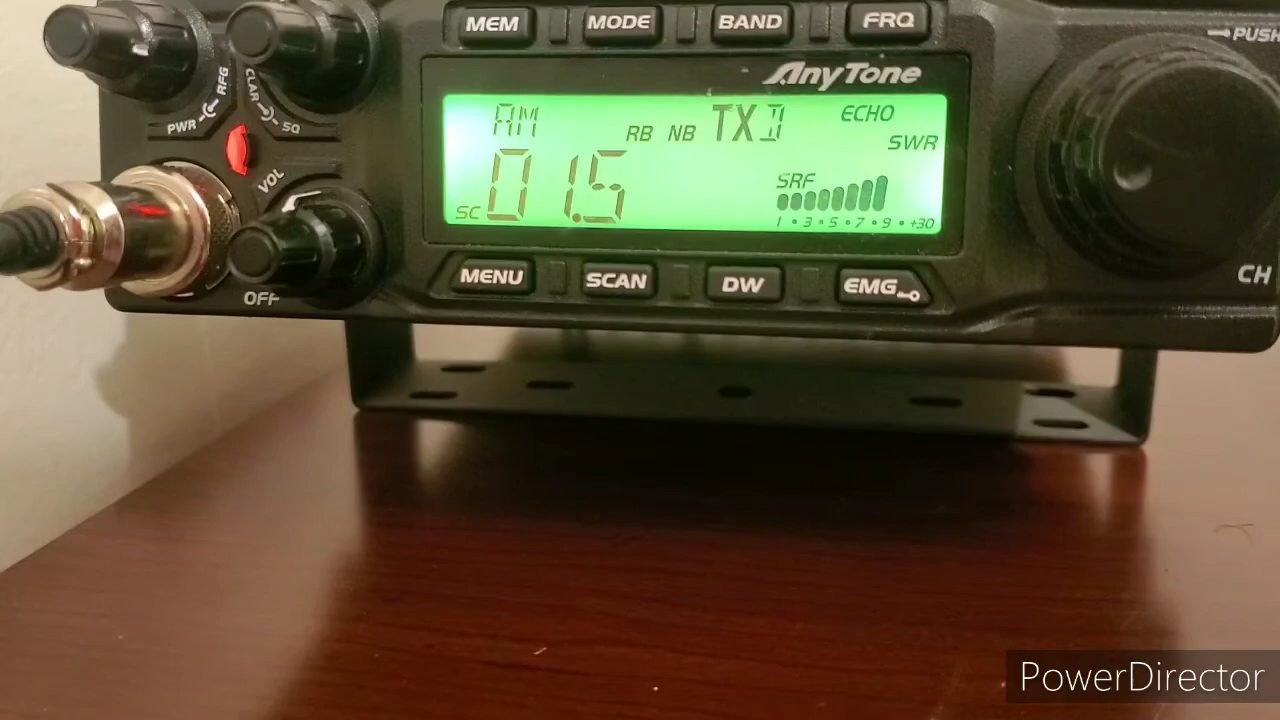 MEM MODE BAND FRQ
PUSH
AnyTone
RFG
PWR
CLAR
SQ
AM RB NB TX D ECHO
SWR
SC 01.5
SRF
1 • 3 • 5 • 7 • 9 • +30
VOL
OFF
CH
MENU SCAN DW EMG
PowerDirector